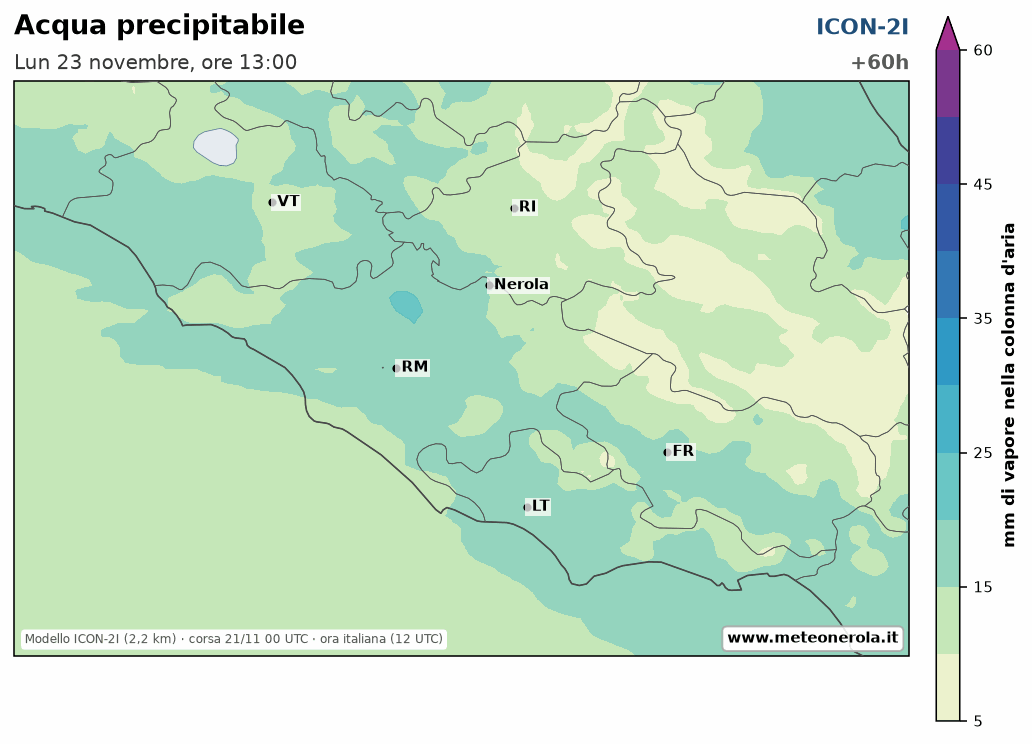 Acqua precipitabile
ICON-2I
Lun 23 novembre, ore 13:00
+60h
60
45
35
25
15
5
mm di vapore nella colonna d'aria
VT
RI
Nerola
RM
FR
LT
Modello ICON-2I (2,2 km) · corsa 21/11 00 UTC · ora italiana (12 UTC)
www.meteonerola.it